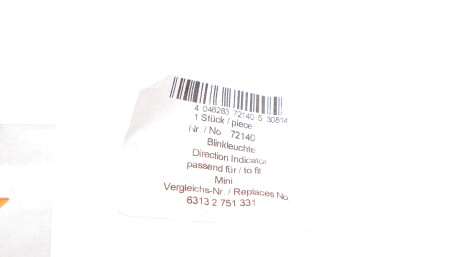 4 046283 72140 5 30814
1 Stück / piece
Nr. / No. 72140
Blinkleuchte
Direction Indicator
passend für / to fit
Mini
Vergleichs-Nr. / Replaces No.
6313 2 751 331